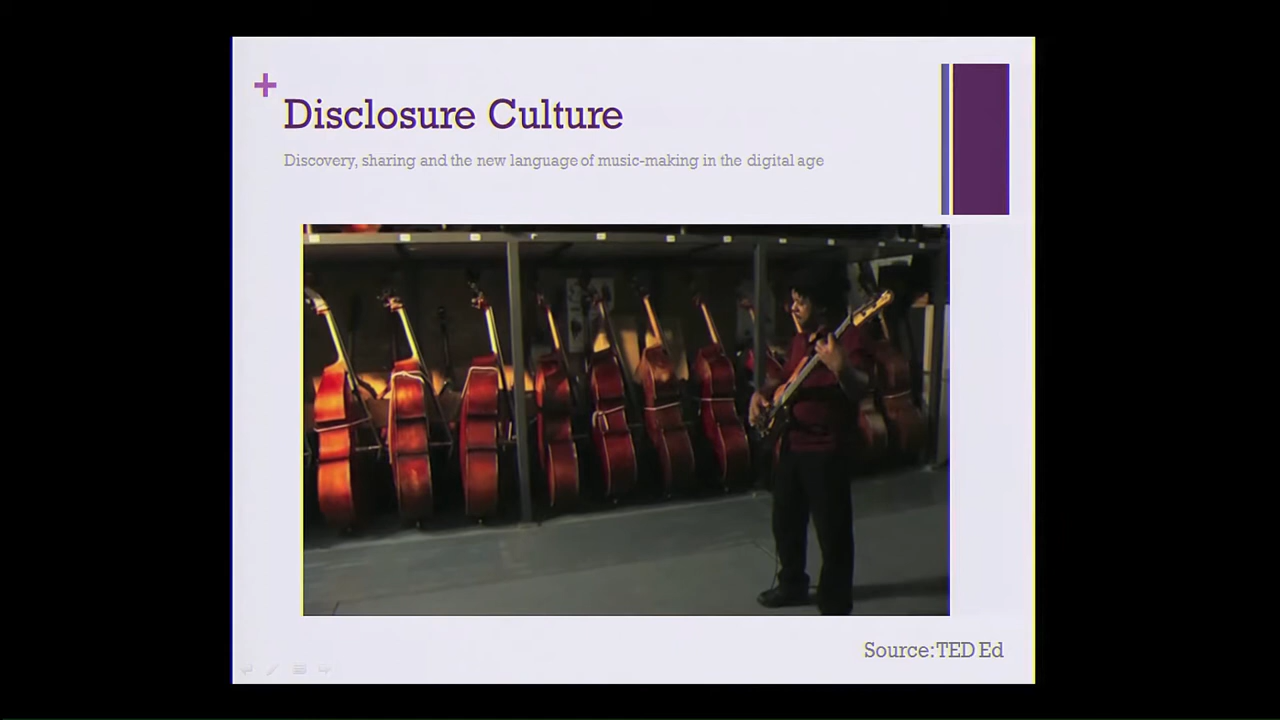 +
Disclosure Culture
Discovery, sharing and the new language of music-making in the digital age
Source:TED Ed